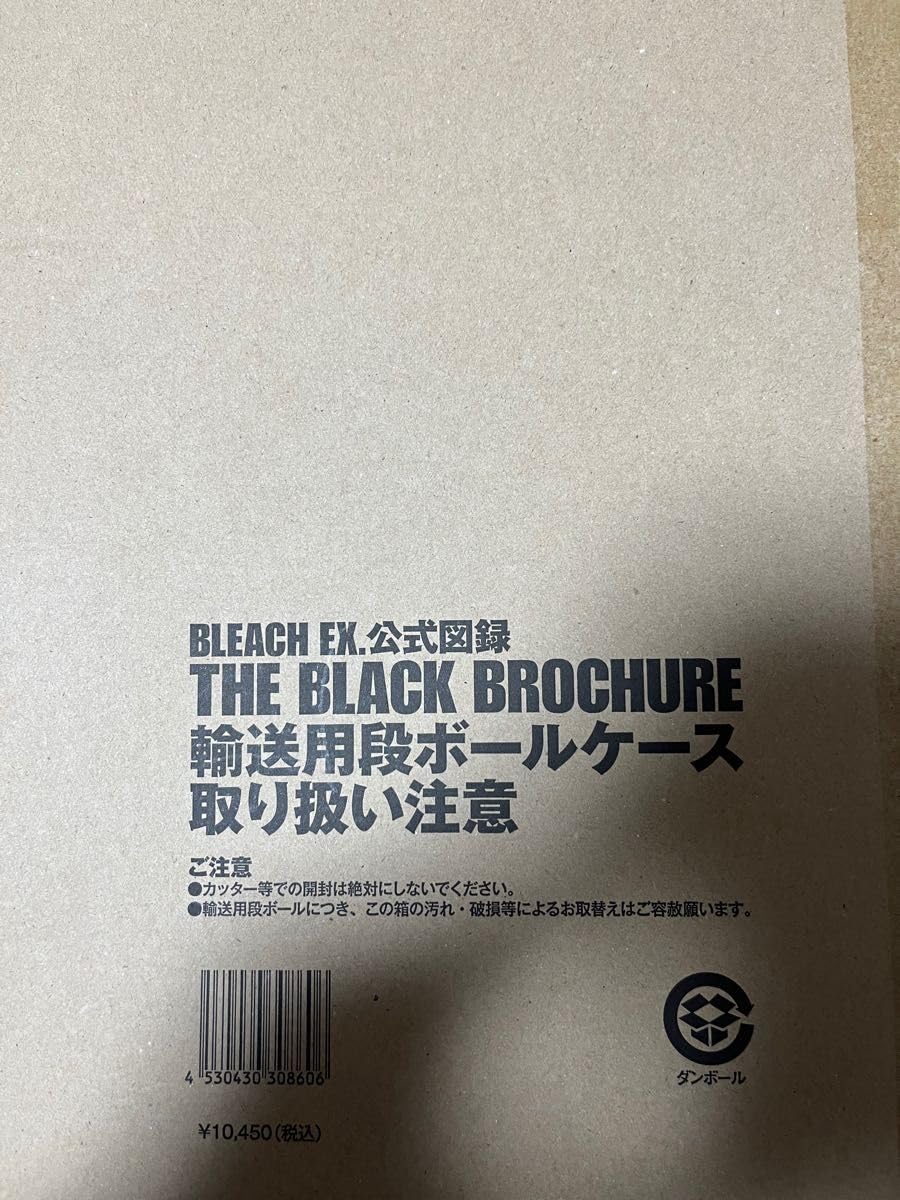 BLEACH EX.公式図録
THE BLACK BROCHURE
輸送用段ボールケース
取り扱い注意
ご注意
●カッター等での開封は絶対にしないでください。
●輸送用段ボールにつき、この箱の汚れ・破損等によるお取替えはご容赦願います。
4 530430 308606
ダンボール
¥10,450(税込)